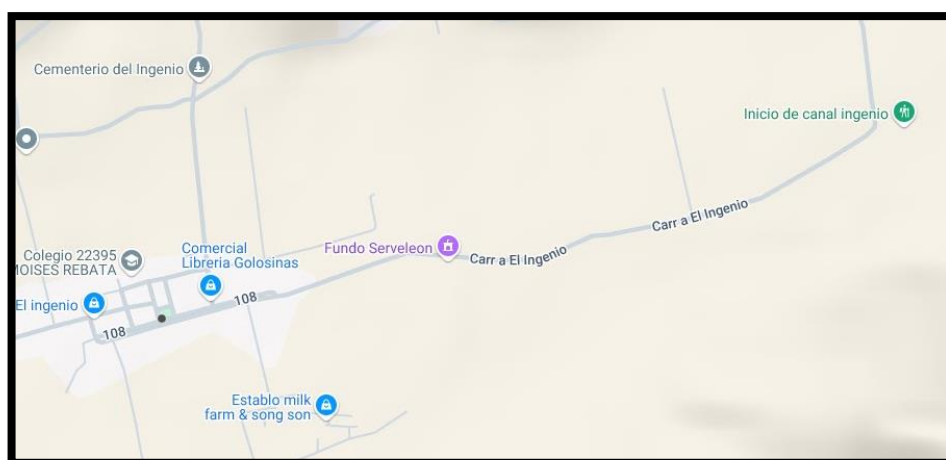 Cementerio del Ingenio
Inicio de canal ingenio
Carr a El Ingenio
Fundo Serveleon
Carr a El Ingenio
Comercial
Libreria Golosinas
Colegio 22395
MOISES REBATA
El ingenio
108
108
Establo milk
farm & song son